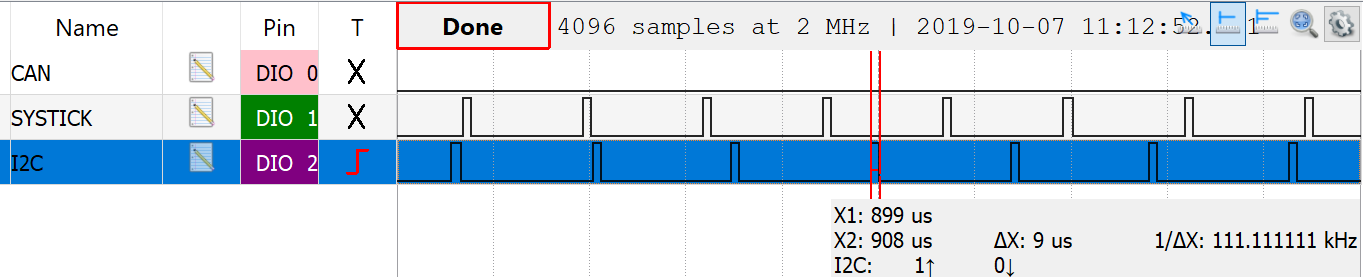 Name Pin T Done 4096 samples at 2 MHz | 2019-10-07 11:12:52. 1
CAN DIO 0 X
SYSTICK DIO 1 X
I2C DIO 2
X1: 899 us
X2: 908 us ΔX: 9 us 1/ΔX: 111.111111 kHz
I2C: 1↑ 0↓